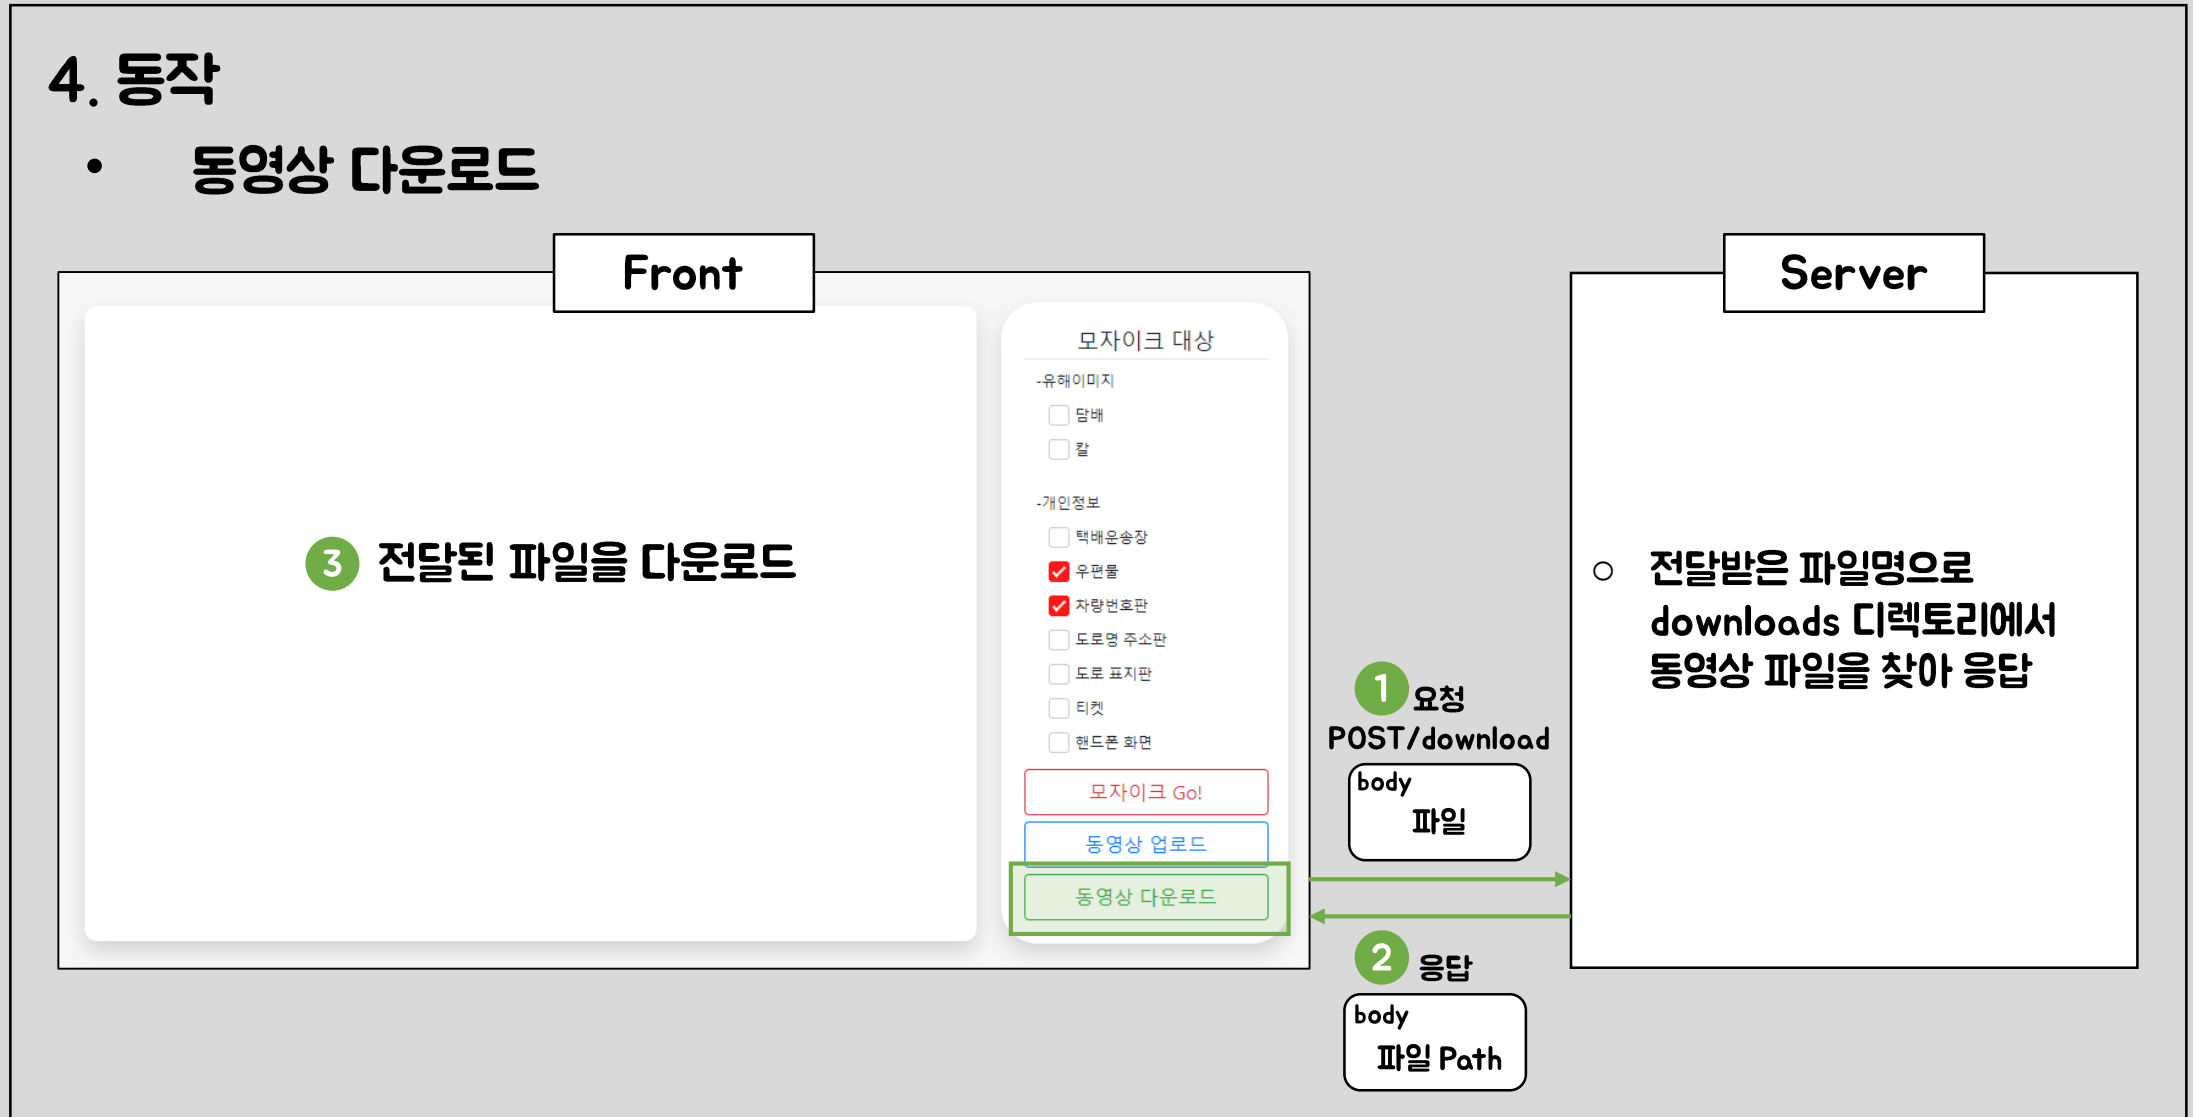 4. 동작
• 동영상 다운로드
Front
모자이크 대상
-유해이미지
담배
칼
-개인정보
택배운송장
우편물
차량번호판
도로명 주소판
도로 표지판
티켓
핸드폰 화면
모자이크 Go!
동영상 업로드
동영상 다운로드
3 전달된 파일을 다운로드
1 요청
POST/download
body
파일
2 응답
body
파일 Path
Server
○ 전달받은 파일명으로
downloads 디렉토리에서
동영상 파일을 찾아 응답